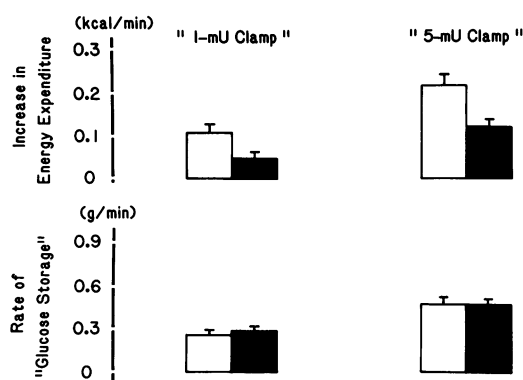 (kcal/min)
0.3
0.2
0.1
0
Increase in
Energy Expenditure
" 1-mU Clamp "
" 5-mU Clamp "
(g/min)
0.9
0.6
0.3
0
Rate of
"Glucose Storage"